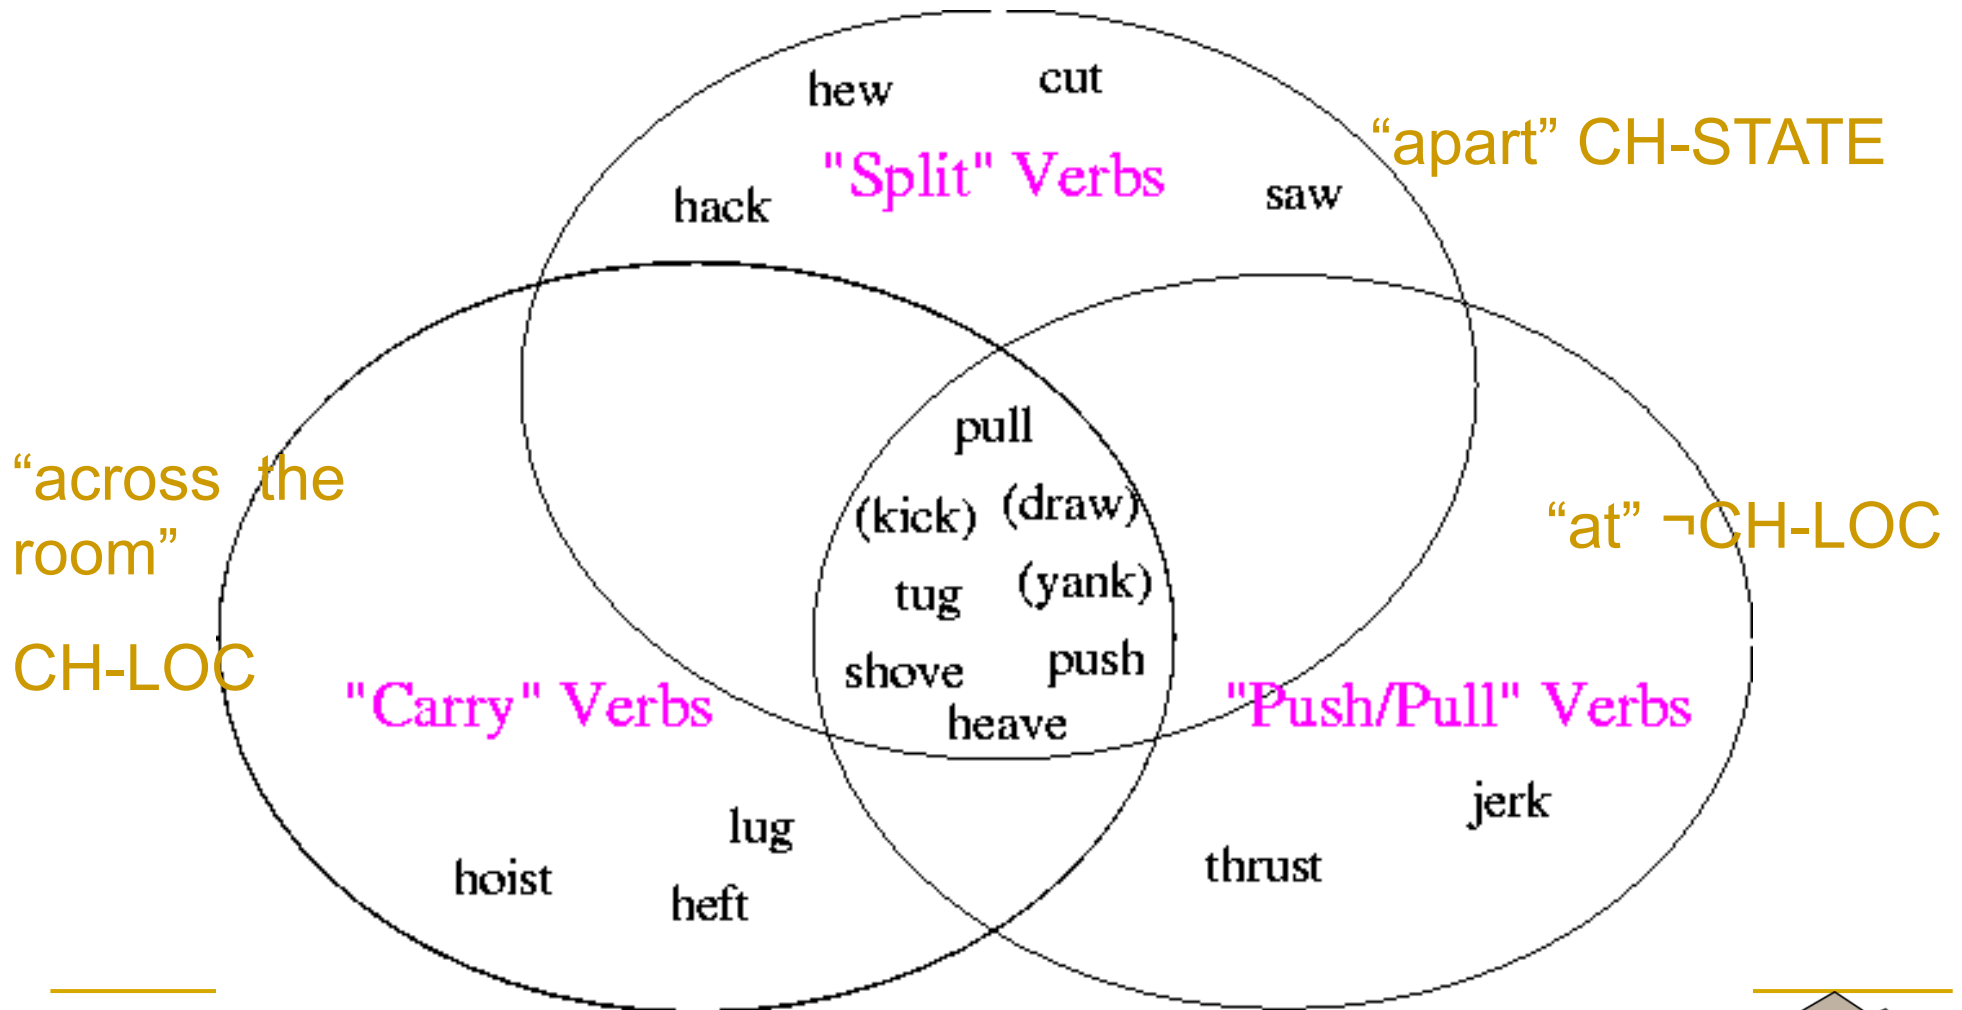 hew
cut
"Split" Verbs
“apart” CH-STATE
hack
saw
pull
“across the
room”
CH-LOC
(kick)
(draw)
“at” ¬CH-LOC
tug
(yank)
shove
push
heave
"Carry" Verbs
"Push/Pull" Verbs
lug
hoist
heft
jerk
thrust